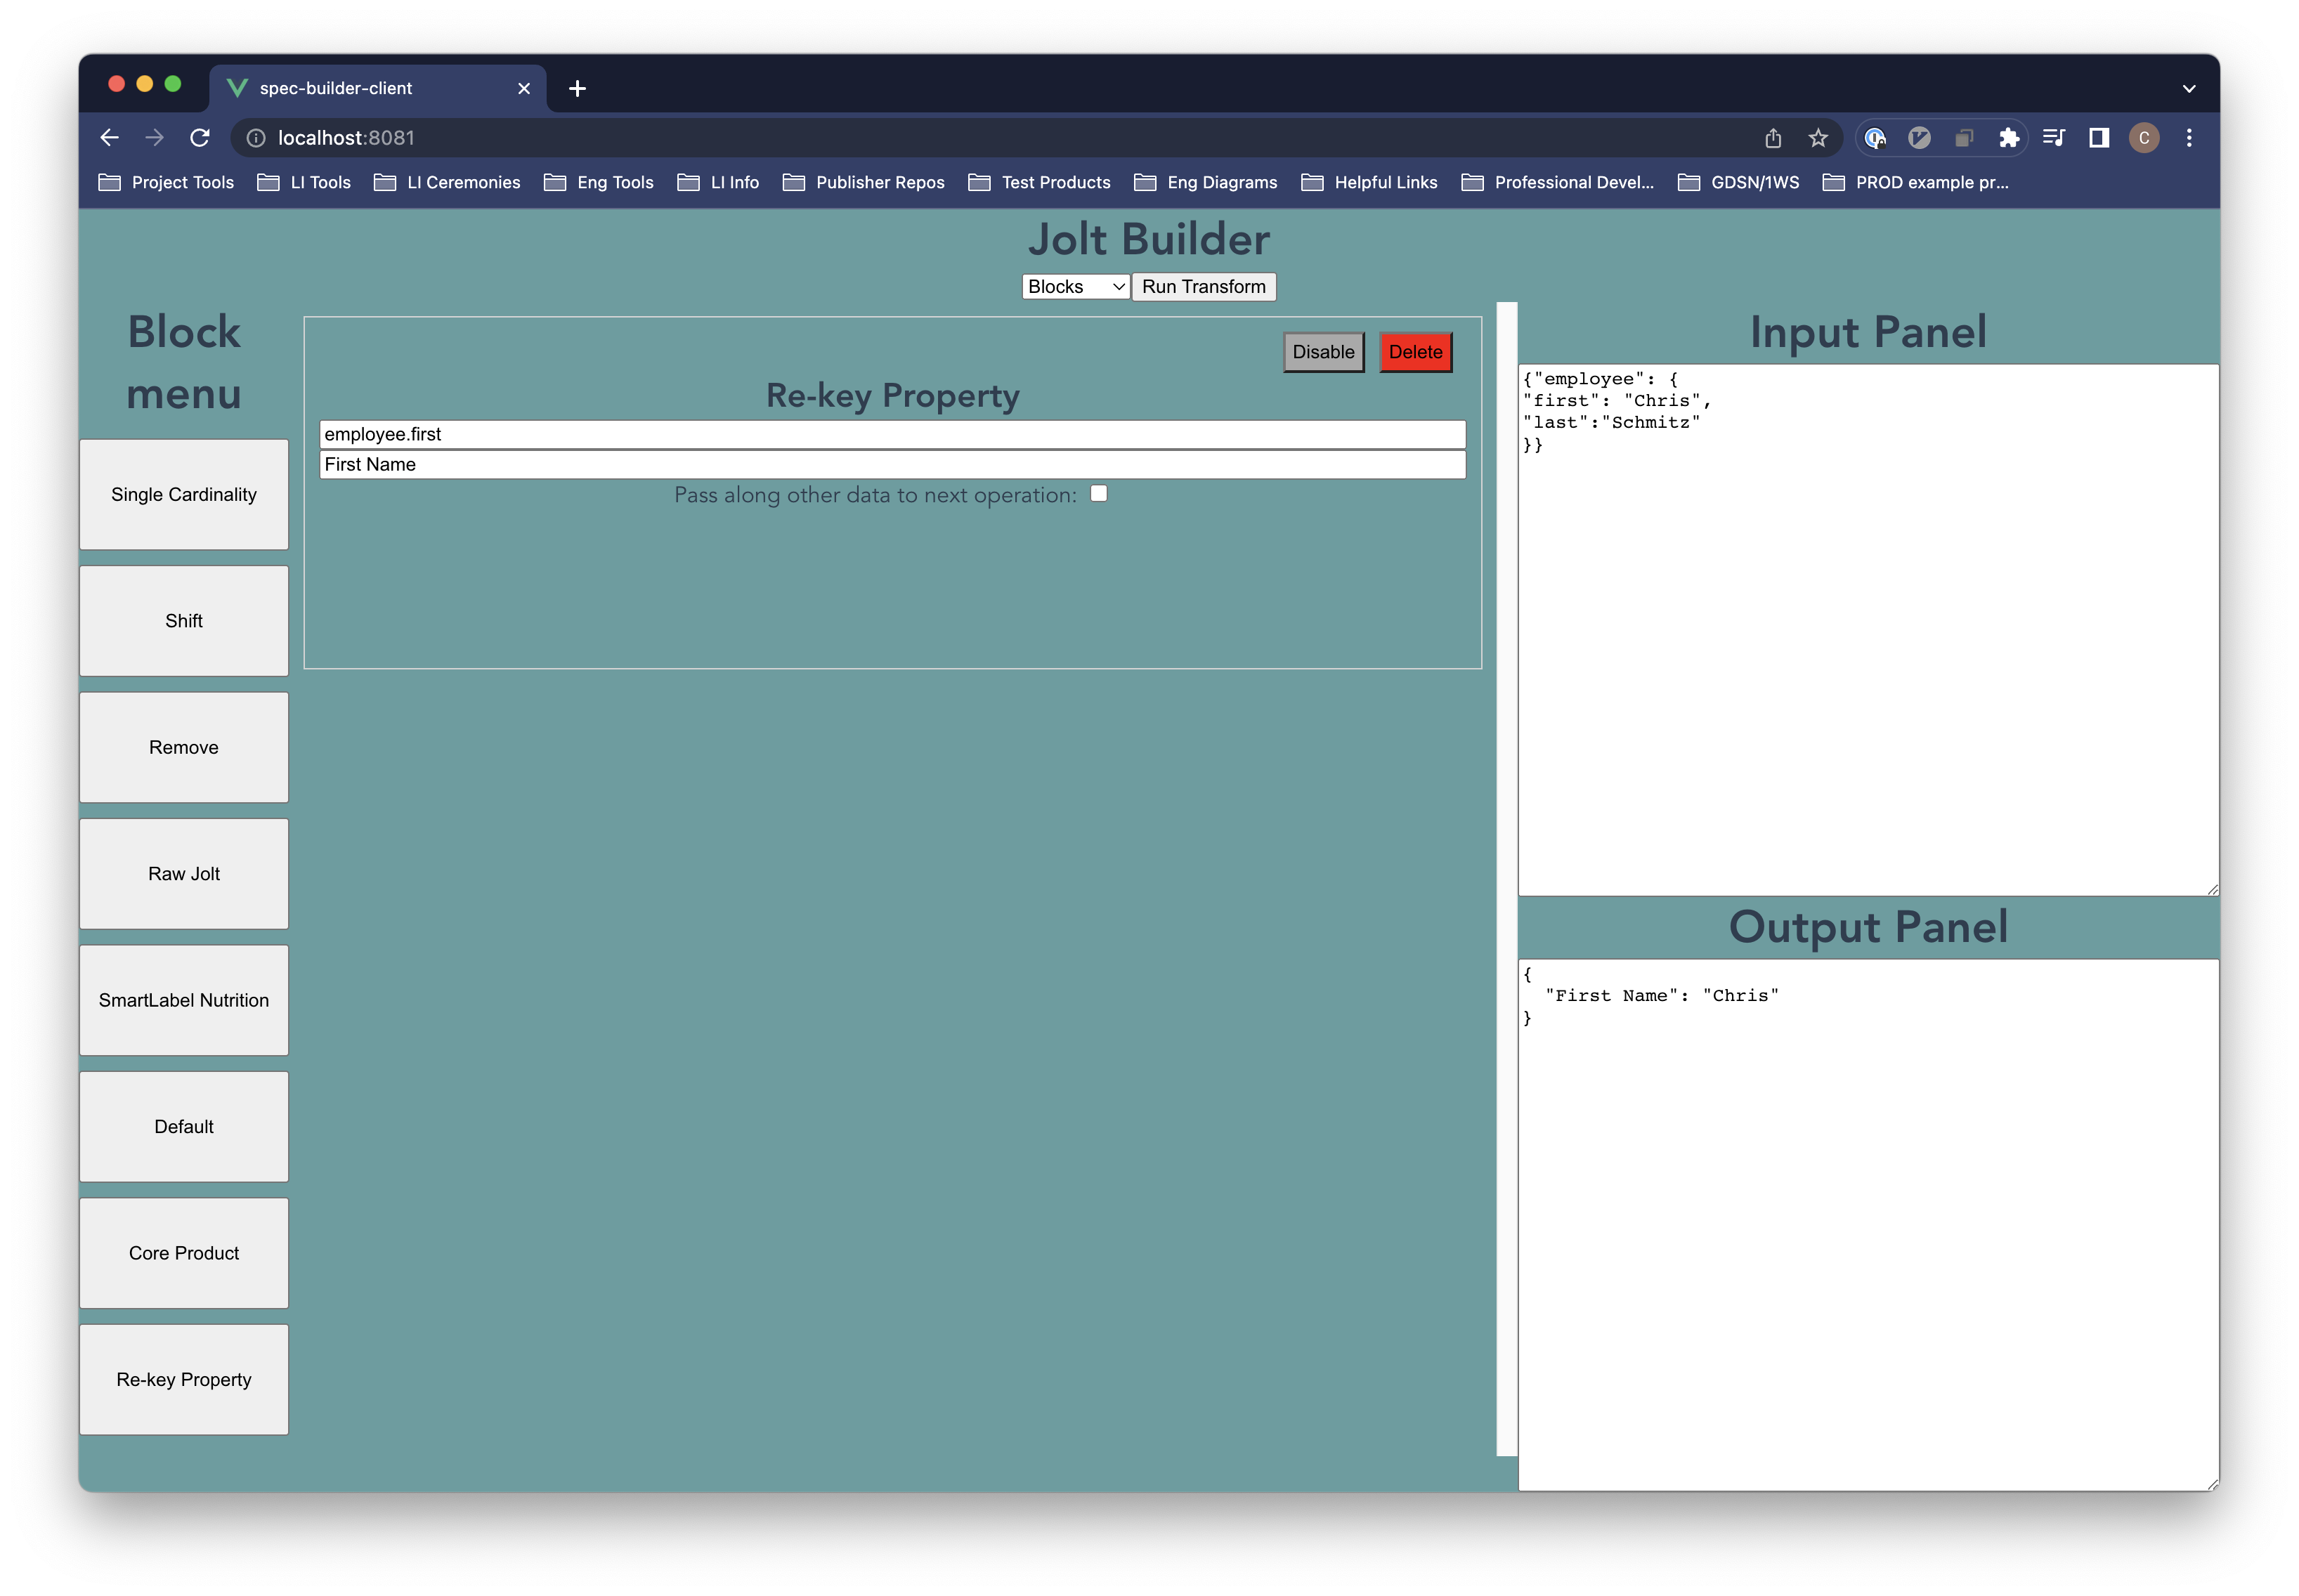 spec-builder-client
localhost:8081
C
Project Tools LI Tools LI Ceremonies Eng Tools LI Info Publisher Repos Test Products Eng Diagrams Helpful Links Professional Devel... GDSN/1WS PROD example pr...
Jolt Builder
Blocks Run Transform
Block
menu
Single Cardinality
Shift
Remove
Raw Jolt
SmartLabel Nutrition
Default
Core Product
Re-key Property
Disable Delete
Re-key Property
employee.first
First Name
Pass along other data to next operation:
Input Panel
{"employee": {
"first": "Chris",
"last":"Schmitz"
}}
Output Panel
{
  "First Name": "Chris"
}